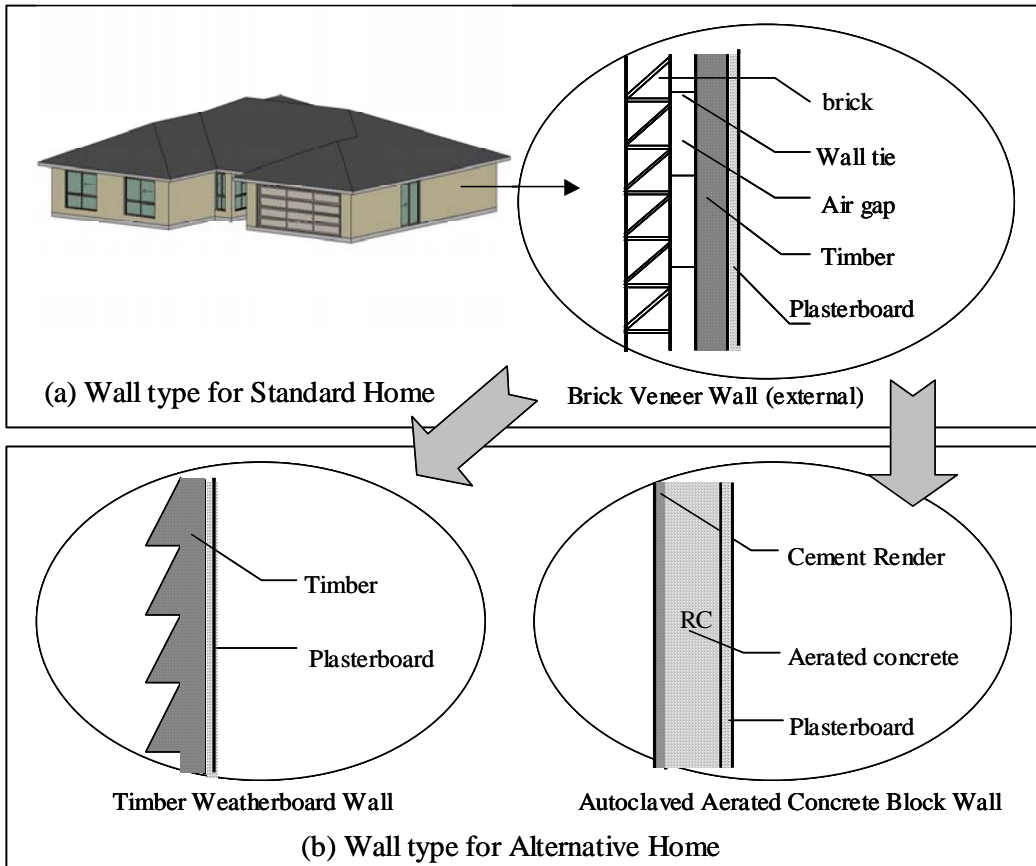 brick
Wall tie
Air gap
Timber
Plasterboard
(a) Wall type for Standard Home
Brick Veneer Wall (external)
Timber
Plasterboard
Timber Weatherboard Wall
Cement Render
RC
Aerated concrete
Plasterboard
Autoclaved Aerated Concrete Block Wall
(b) Wall type for Alternative Home